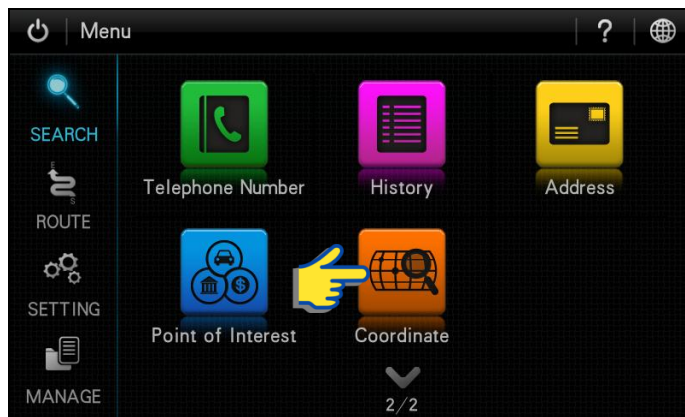 Menu
?
SEARCH
ROUTE
SETTING
MANAGE
Telephone Number
History
Address
Point of Interest
Coordinate
2/2